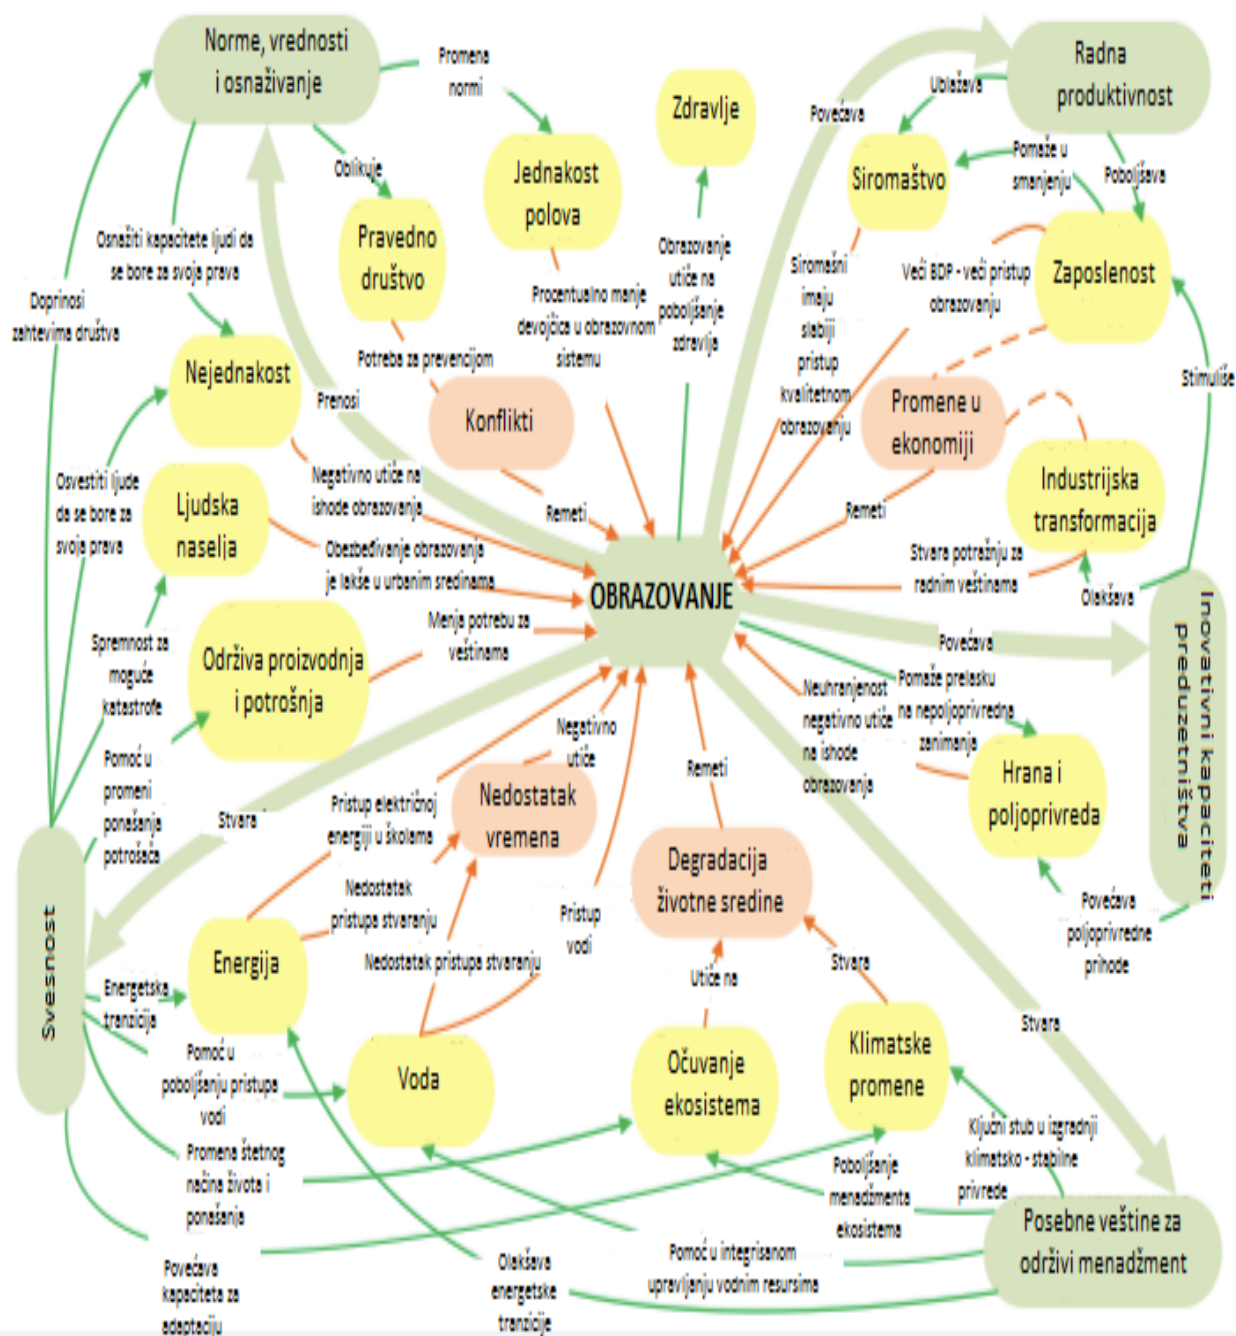 Norme, vrednosti
i osnaživanje
Promena
normi
Zdravlje
Povećava
Ublažava
Radna
produktivnost
Oblikuje
Jednakost
polova
Siromaštvo
Pomaže u
smanjenju
Poboljšava
Osnažiti kapacitete ljudi da
se bore za svoja prava
Pravedno
društvo
Obrazovanje
utiče na
poboljšanje
zdravlja
Siromašni
imaju
slabiji
pristup
kvalitetnom
obrazovanju
Veći BDP - veći pristup
obrazovanju
Zaposlenost
Doprinosi
zahtevima društva
Procentualno manje
devojčica u obrazovnom
sistemu
Potreba za prevencijom
Nejednakost
Prenosi
Konflikti
Promene u
ekonomiji
Stimuliše
Osvestiti ljude
da se bore za
svoja prava
Ljudska
naselja
Negativno utiče na
ishode obrazovanja
Remeti
Remeti
Industrijska
transformacija
Obezbeđivanje obrazovanja
je lakše u urbanim sredinama
OBRAZOVANJE
Stvara potražnju za
radnim veštinama
Olakšava
Inovativni kapaciteti
preduzetništva
Spremnost za
moguće
katastrofe
Održiva proizvodnja
i potrošnja
Menja potrebu za
veštinama
Povećava
Neuhranjenost
negativno utiče
na ishode
obrazovanja
Pomaže prelasku
na nepoljoprivredna
zanimanja
Pomoć u
promeni
ponašanja
potrošača
Negativno
utiče
Remeti
Hrana i
poljoprivreda
Stvara
Pristup električnoj
energiji u školama
Nedostatak
vremena
Degradacija
životne sredine
Nedostatak
pristupa stvaranju
Pristup
vodi
Povećava
poljoprivredne
prihode
Svesnost
Energija
Nedostatak pristupa stvaranju
Utiče na
Stvara
Energetska
tranzicija
Stvara
Pomoć u
poboljšanju pristupa
vodi
Voda
Očuvanje
ekosistema
Klimatske
promene
Promena štetnog
načina života i
ponašanja
Poboljšanje
menadžmenta
ekosistema
Ključni stub u izgradnji
klimatsko - stabilne
privrede
Povećava
kapaciteta za
adaptaciju
Olakšava
energetske
tranzicije
Pomoć u integrisanom
upravljanju vodnim resursima
Posebne veštine za
održivi menadžment